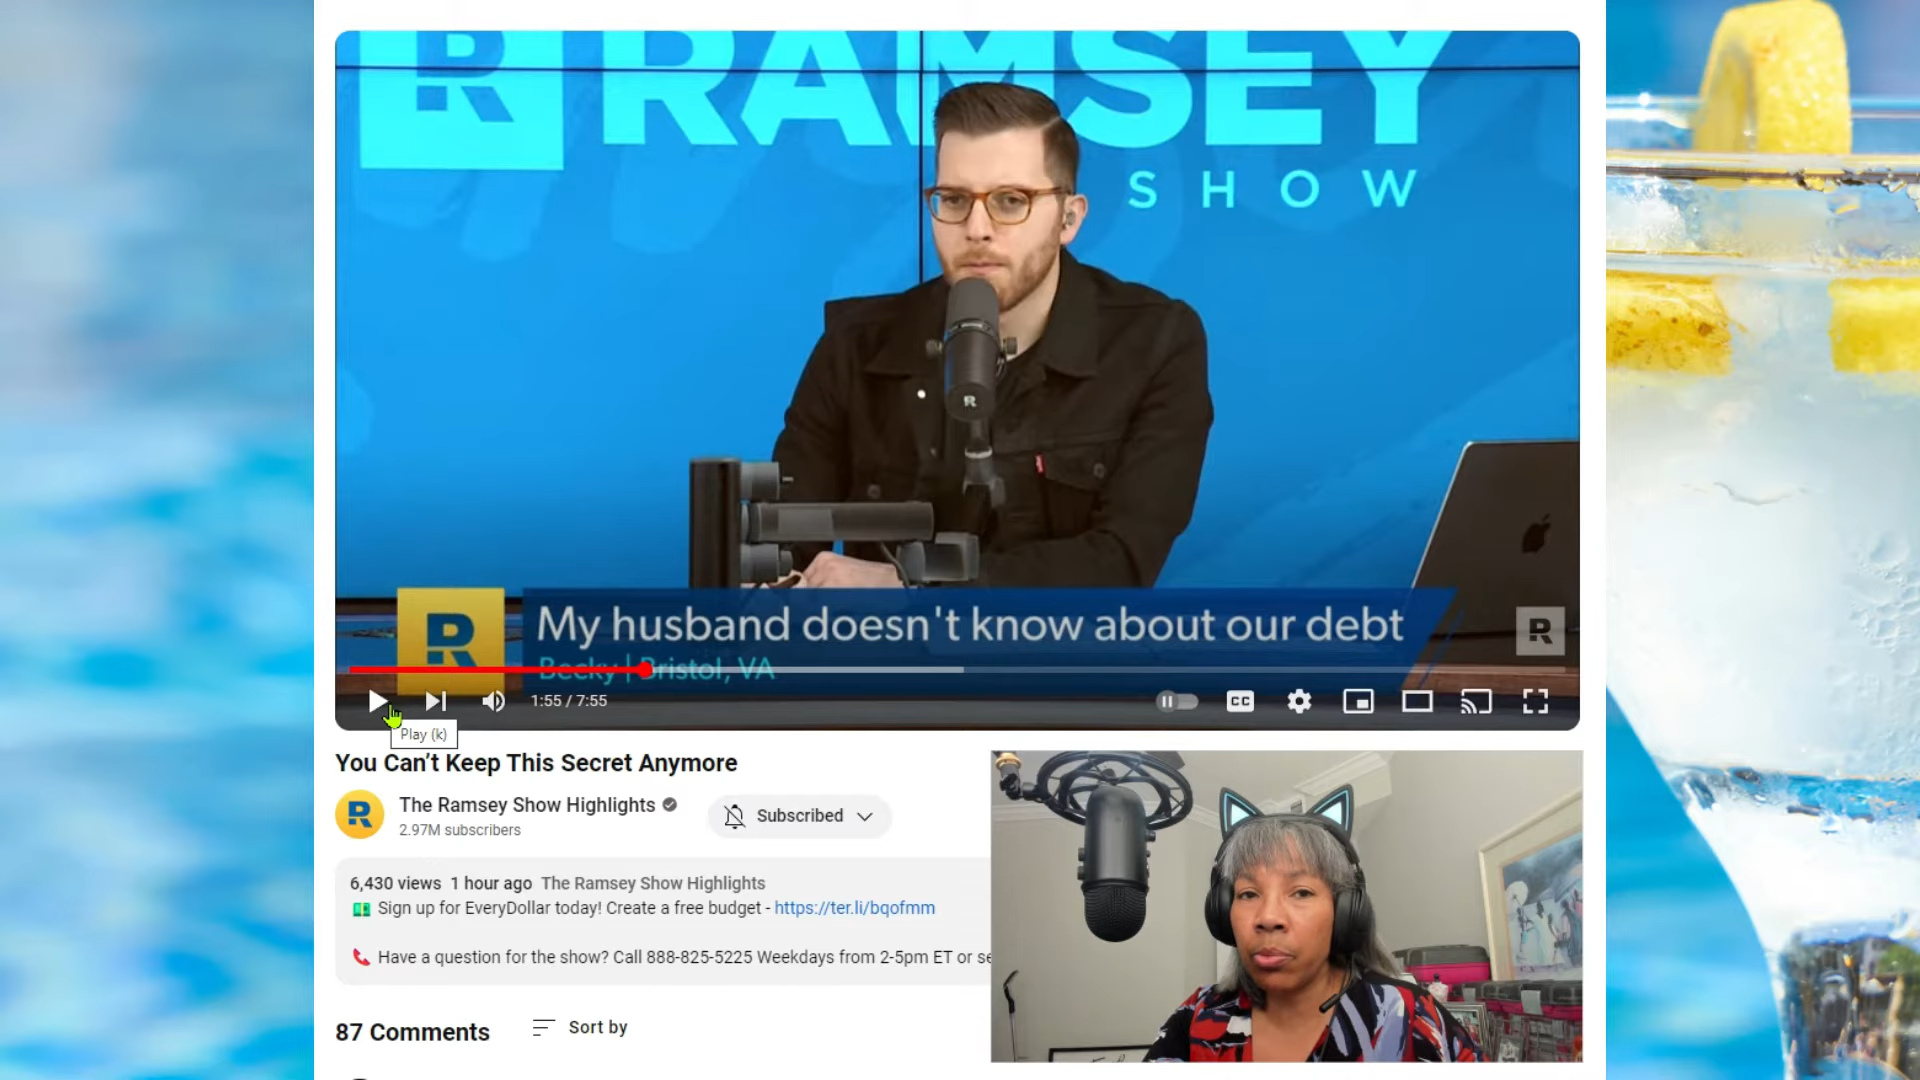 R RAMSEY
SHOW
R
R My husband doesn't know about our debt R
Becky | Bristol, VA
1:55 / 7:55
CC
Play (k)
You Can't Keep This Secret Anymore
R The Ramsey Show Highlights
Subscribed
2.97M subscribers
6,430 views 1 hour ago The Ramsey Show Highlights
Sign up for EveryDollar today! Create a free budget - https://ter.li/bqofmm
Have a question for the show? Call 888-825-5225 Weekdays from 2-5pm ET or se
87 Comments
Sort by